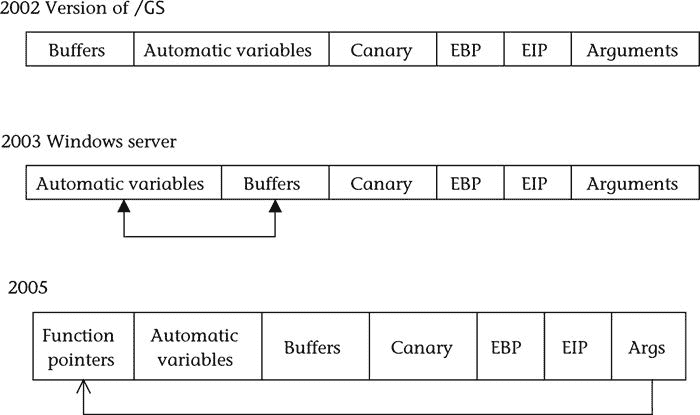 2002 Version of /GS
Buffers Automatic variables Canary EBP EIP Arguments
2003 Windows server
Automatic variables Buffers Canary EBP EIP Arguments
2005
Function pointers Automatic variables Buffers Canary EBP EIP Args